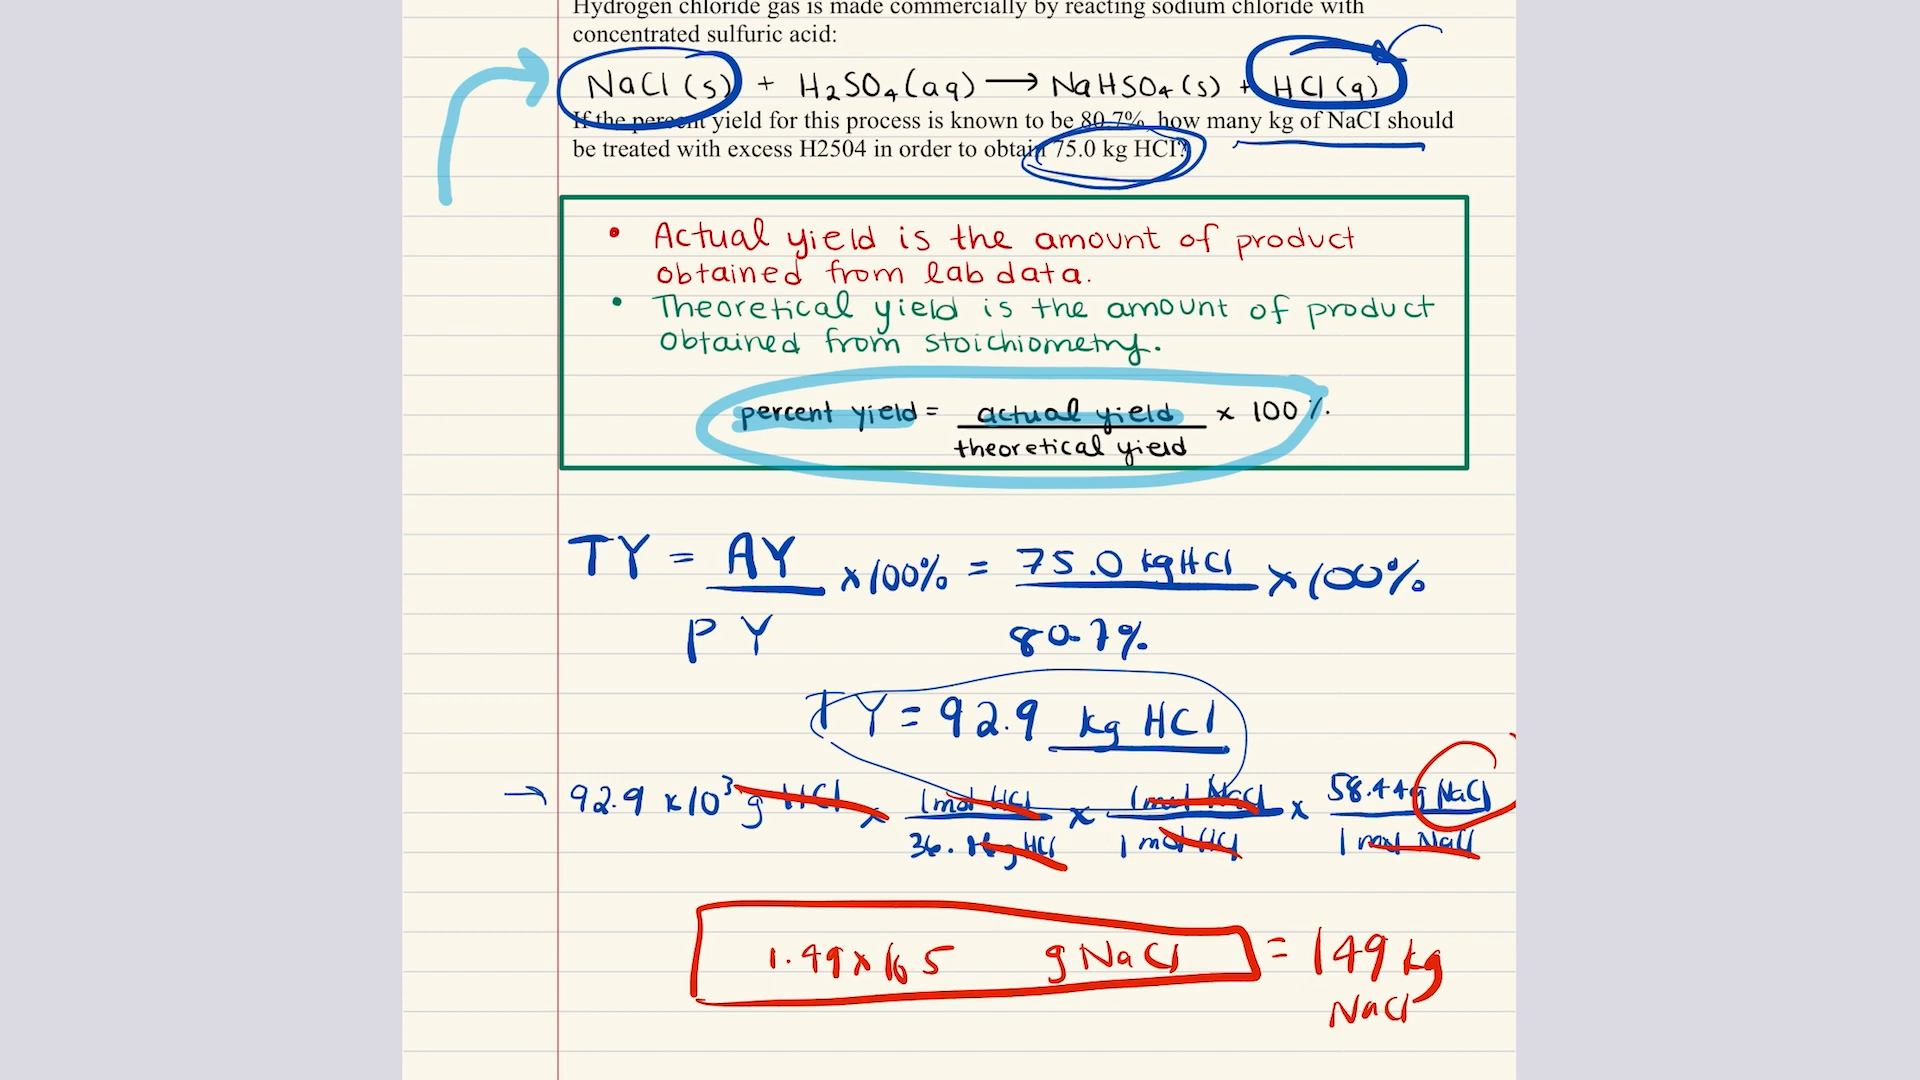 Hydrogen chloride gas is made commercially by reacting sodium chloride with
concentrated sulfuric acid:
NaCl (s) + H₂SO₄ (aq) ⟶ NaHSO₄ (s) + HCl (g)
If the percent yield for this process is known to be 80.7%, how many kg of NaCI should
be treated with excess H2504 in order to obtain 75.0 kg HCI?
• Actual yield is the amount of product
obtained from lab data.
• Theoretical yield is the amount of product
obtained from stoichiometry.
percent yield = actual yield / theoretical yield x 100 %.
TY = AY / PY x 100% = 75.0 kg HCl / 80.7% x 100%
TY = 92.9 kg HCl
→ 92.9 x 10³ g HCl x 1 mol HCl / 36. g HCl x 1 mol NaCl / 1 mol HCl x 58.44 g NaCl / 1 mol NaCl
1.49 x 10 5 g NaCl = 149 kg
NaCl